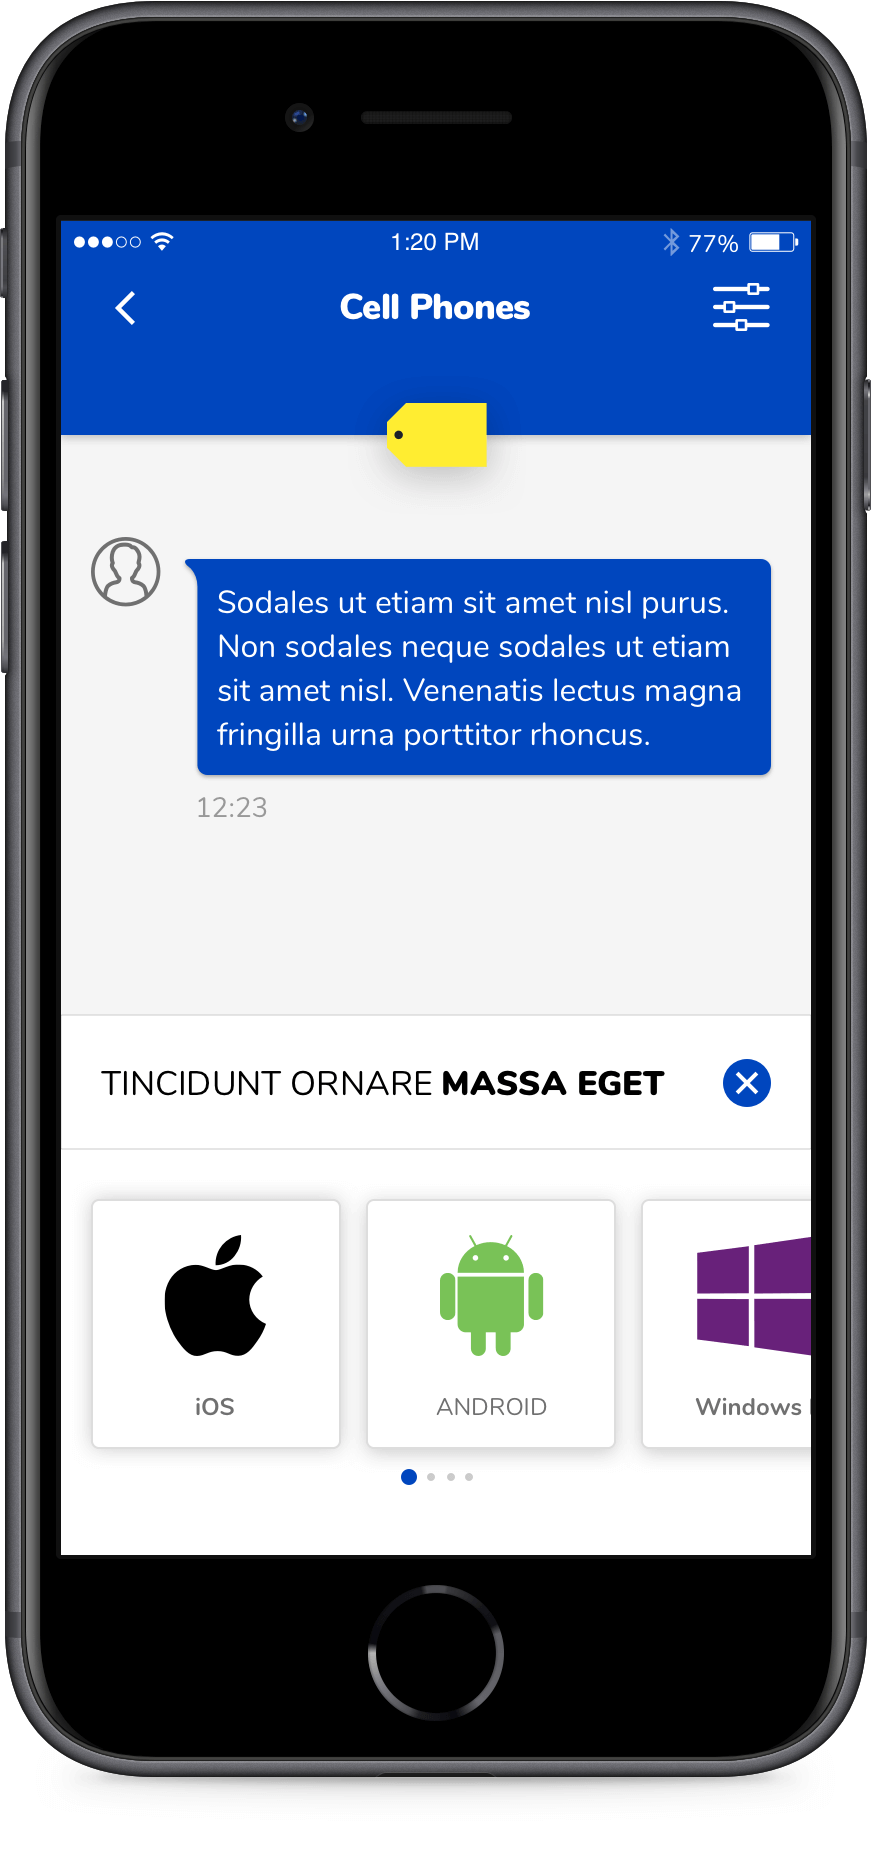 1:20 PM
77%
Cell Phones
Sodales ut etiam sit amet nisl purus.
Non sodales neque sodales ut etiam
sit amet nisl. Venenatis lectus magna
fringilla urna porttitor rhoncus.
12:23
TINCIDUNT ORNARE MASSA EGET
iOS
ANDROID
Windows